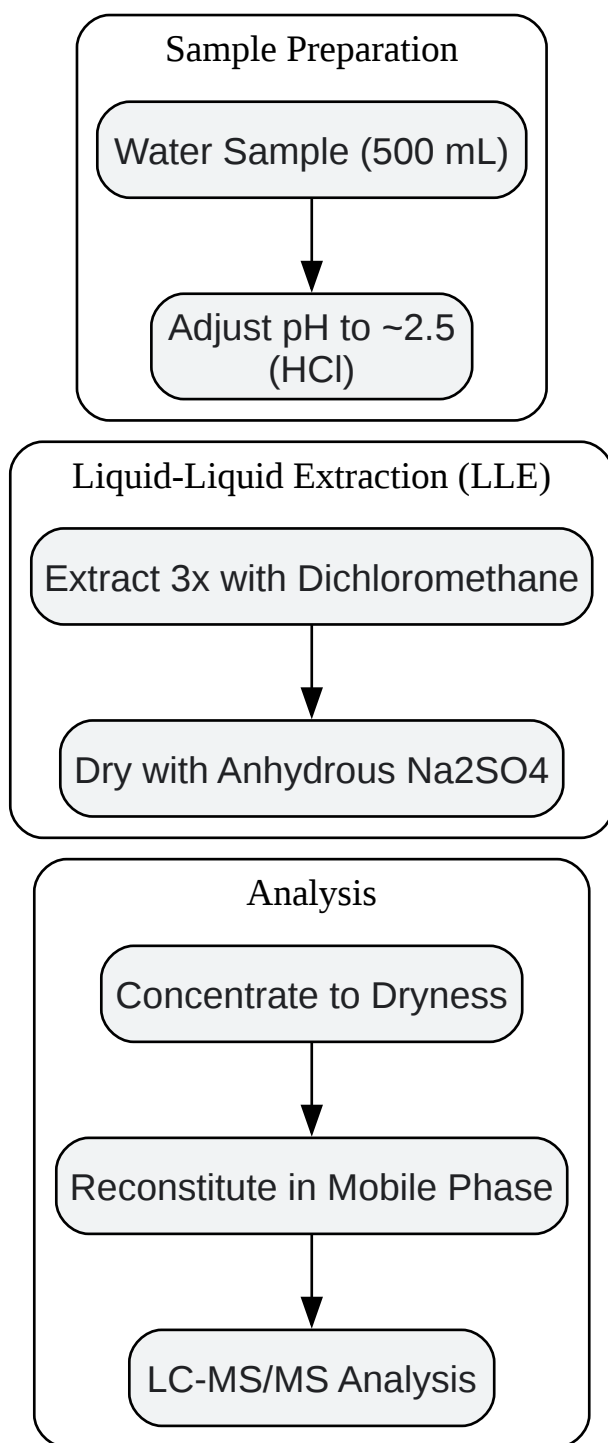 Sample Preparation
Water Sample (500 mL)
Adjust pH to ~2.5
(HCl)
Liquid-Liquid Extraction (LLE)
Extract 3x with Dichloromethane
Dry with Anhydrous Na2SO4
Analysis
Concentrate to Dryness
Reconstitute in Mobile Phase
LC-MS/MS Analysis